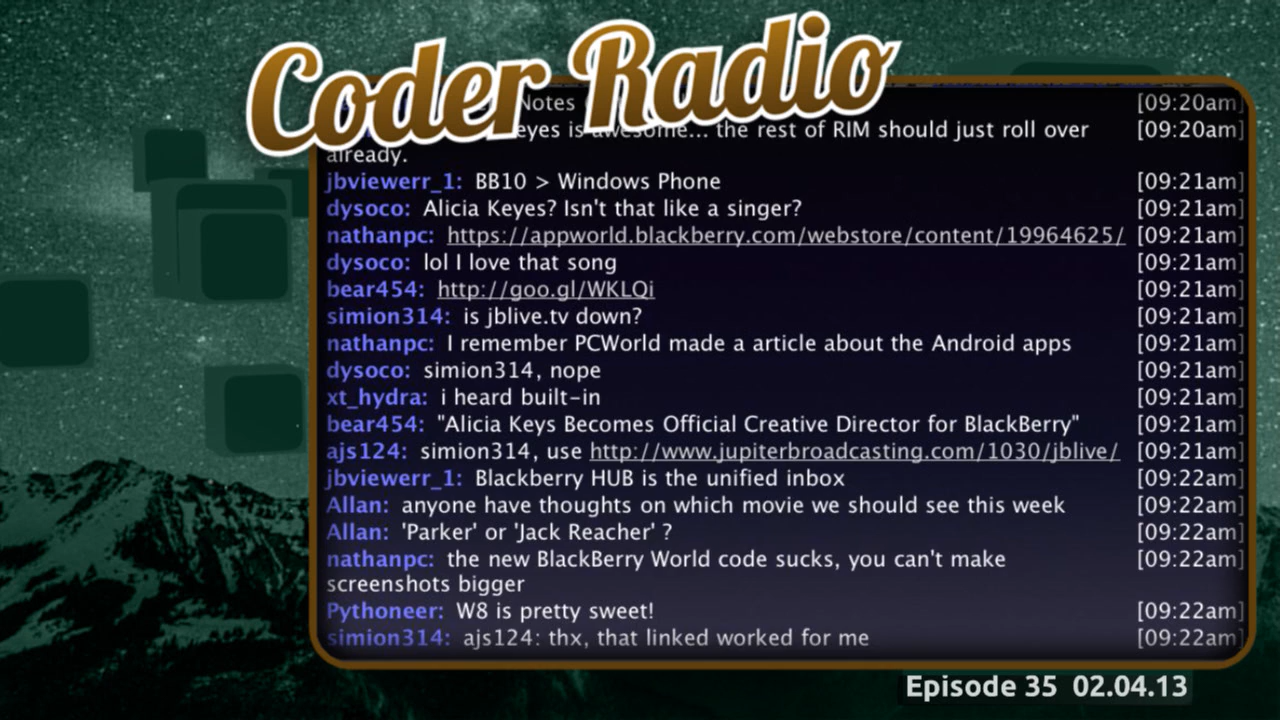 Coder Radio
Notes [09:20am]
eyes is awesome... the rest of RIM should just roll over [09:20am]
already.
jbviewerr_1: BB10 > Windows Phone [09:21am]
dysoco: Alicia Keyes? Isn't that like a singer? [09:21am]
nathanpc: https://appworld.blackberry.com/webstore/content/19964625/ [09:21am]
dysoco: lol I love that song [09:21am]
bear454: http://goo.gl/WKLQi [09:21am]
simion314: is jblive.tv down? [09:21am]
nathanpc: I remember PCWorld made a article about the Android apps [09:21am]
dysoco: simion314, nope [09:21am]
xt_hydra: i heard built-in [09:21am]
bear454: "Alicia Keys Becomes Official Creative Director for BlackBerry" [09:21am]
ajs124: simion314, use http://www.jupiterbroadcasting.com/1030/jblive/ [09:21am]
jbviewerr_1: Blackberry HUB is the unified inbox [09:22am]
Allan: anyone have thoughts on which movie we should see this week [09:22am]
Allan: 'Parker' or 'Jack Reacher' ? [09:22am]
nathanpc: the new BlackBerry World code sucks, you can't make [09:22am]
screenshots bigger
Pythoneer: W8 is pretty sweet! [09:22am]
simion314: ajs124: thx, that linked worked for me [09:22am]
Episode 35 02.04.13